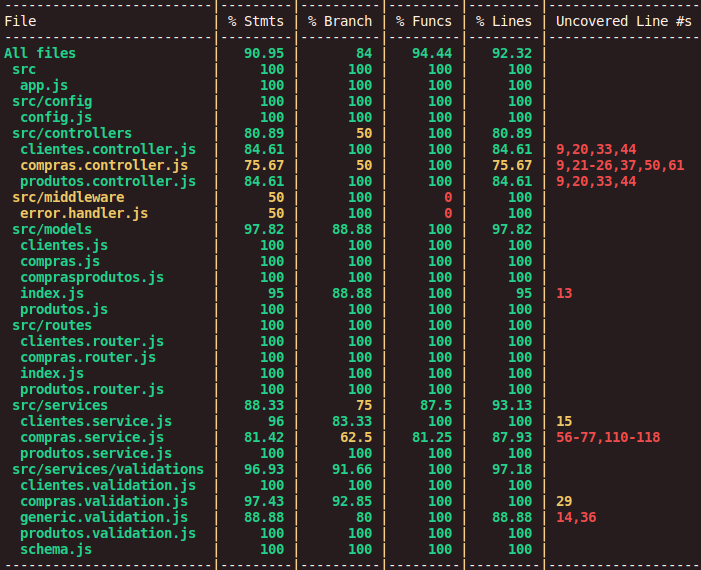 --------------------------|---------|----------|---------|---------|-------------------
File                      | % Stmts | % Branch | % Funcs | % Lines | Uncovered Line #s
--------------------------|---------|----------|---------|---------|-------------------
All files                 |   90.95 |       84 |   94.44 |   92.32 |
 src                      |     100 |      100 |     100 |     100 |
  app.js                  |     100 |      100 |     100 |     100 |
 src/config               |     100 |      100 |     100 |     100 |
  config.js               |     100 |      100 |     100 |     100 |
 src/controllers          |   80.89 |       50 |     100 |   80.89 |
  clientes.controller.js  |   84.61 |      100 |     100 |   84.61 | 9,20,33,44
  compras.controller.js   |   75.67 |       50 |     100 |   75.67 | 9,21-26,37,50,61
  produtos.controller.js  |   84.61 |      100 |     100 |   84.61 | 9,20,33,44
 src/middleware           |      50 |      100 |       0 |     100 |
  error.handler.js        |      50 |      100 |       0 |     100 |
 src/models               |   97.82 |    88.88 |     100 |   97.82 |
  clientes.js             |     100 |      100 |     100 |     100 |
  compras.js              |     100 |      100 |     100 |     100 |
  comprasprodutos.js      |     100 |      100 |     100 |     100 |
  index.js                |      95 |    88.88 |     100 |      95 | 13
  produtos.js             |     100 |      100 |     100 |     100 |
 src/routes               |     100 |      100 |     100 |     100 |
  clientes.router.js      |     100 |      100 |     100 |     100 |
  compras.router.js       |     100 |      100 |     100 |     100 |
  index.js                |     100 |      100 |     100 |     100 |
  produtos.router.js      |     100 |      100 |     100 |     100 |
 src/services             |   88.33 |       75 |    87.5 |   93.13 |
  clientes.service.js     |      96 |    83.33 |     100 |     100 | 15
  compras.service.js      |   81.42 |     62.5 |   81.25 |   87.93 | 56-77,110-118
  produtos.service.js     |     100 |      100 |     100 |     100 |
 src/services/validations |   96.93 |    91.66 |     100 |   97.18 |
  clientes.validation.js  |     100 |      100 |     100 |     100 |
  compras.validation.js   |   97.43 |    92.85 |     100 |     100 | 29
  generic.validation.js   |   88.88 |       80 |     100 |   88.88 | 14,36
  produtos.validation.js  |     100 |      100 |     100 |     100 |
  schema.js               |     100 |      100 |     100 |     100 |
--------------------------|---------|----------|---------|---------|-------------------